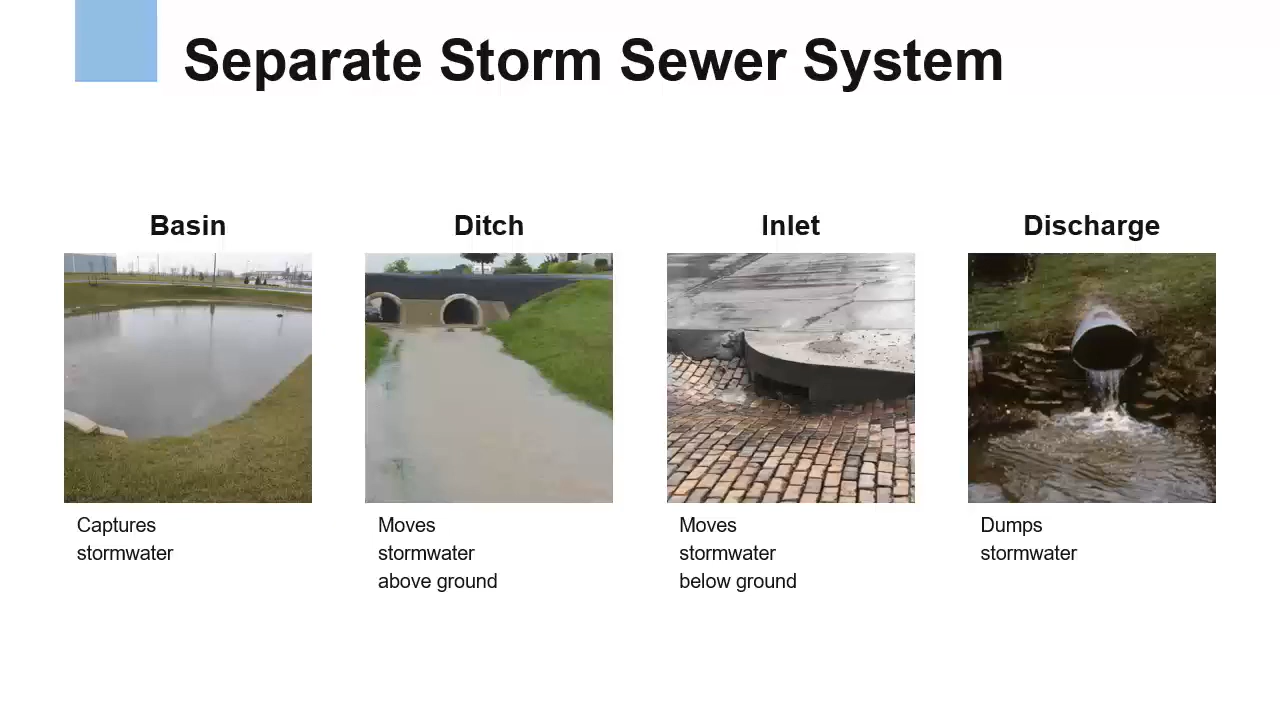 Separate Storm Sewer System
Basin
Captures
stormwater
Ditch
Moves
stormwater
above ground
Inlet
Moves
stormwater
below ground
Discharge
Dumps
stormwater